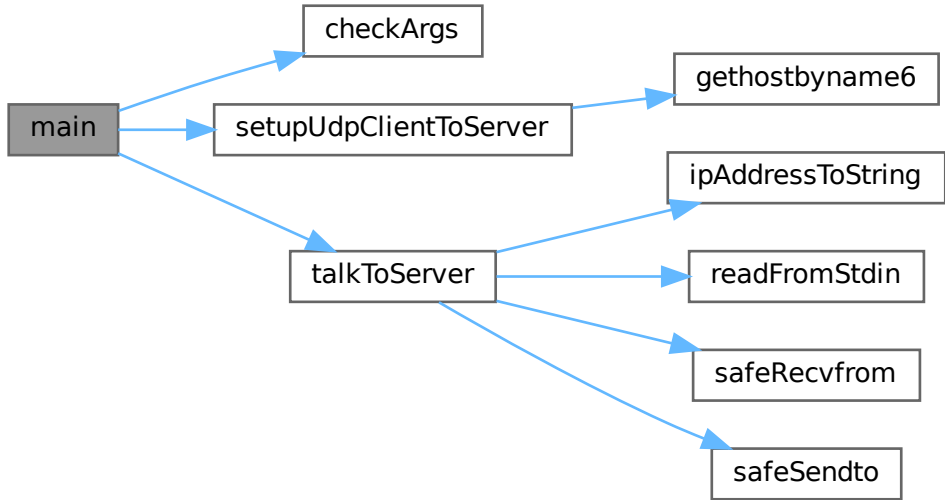 checkArgs
gethostbyname6
main
setupUdpClientToServer
ipAddressToString
talkToServer
readFromStdin
safeRecvfrom
safeSendto